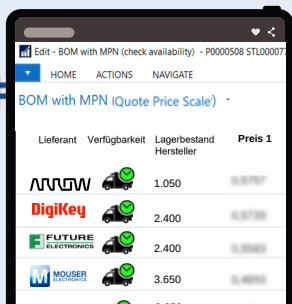 Edit - BOM with MPN (check availability) - P0000508 STL000077
HOME ACTIONS NAVIGATE
BOM with MPN (Quote Price Scale')
Lieferant Verfügbarkeit Lagerbestand Hersteller Preis 1
ARROW 1.050
DigiKey 2.400
FUTURE ELECTRONICS 2.400
M MOUSER ELECTRONICS 3.650